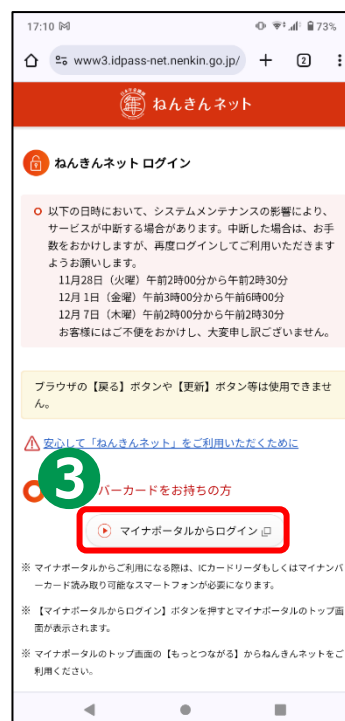 17:10
73%
www3.idpass-net.nenkin.go.jp/
2
ねんきんネット
ねんきんネット ログイン
以下の日時において、システムメンテナンスの影響により、
サービスが中断する場合があります。中断した場合は、お手
数をおかけしますが、再度ログインしてご利用いただきます
ようお願いします。
11月28日（火曜）午前2時00分から午前2時30分
12月 1日（金曜）午前3時00分から午前6時00分
12月 7日（木曜）午前2時00分から午前2時30分
お客様にはご不便をおかけし、大変申し訳ございません。
ブラウザの【戻る】ボタンや【更新】ボタン等は使用できませ
ん。
安心して「ねんきんネット」をご利用いただくために
3
バーカードをお持ちの方
マイナポータルからログイン
※ マイナポータルからご利用になる際は、ICカードリーダもしくはマイナンバ
ーカード読み取り可能なスマートフォンが必要になります。
※ 【マイナポータルからログイン】ボタンを押すとマイナポータルのトップ画
面が表示されます。
※ マイナポータルのトップ画面の【もっとつながる】からねんきんネットをご
利用ください。